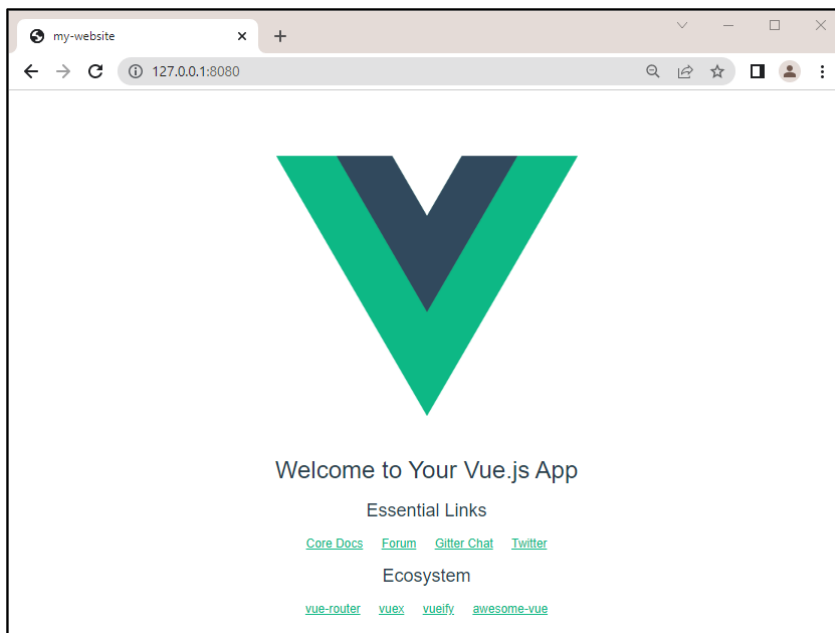 my-website
127.0.0.1:8080
Welcome to Your Vue.js App
Essential Links
Core Docs Forum Gitter Chat Twitter
Ecosystem
vue-router vuex vueify awesome-vue